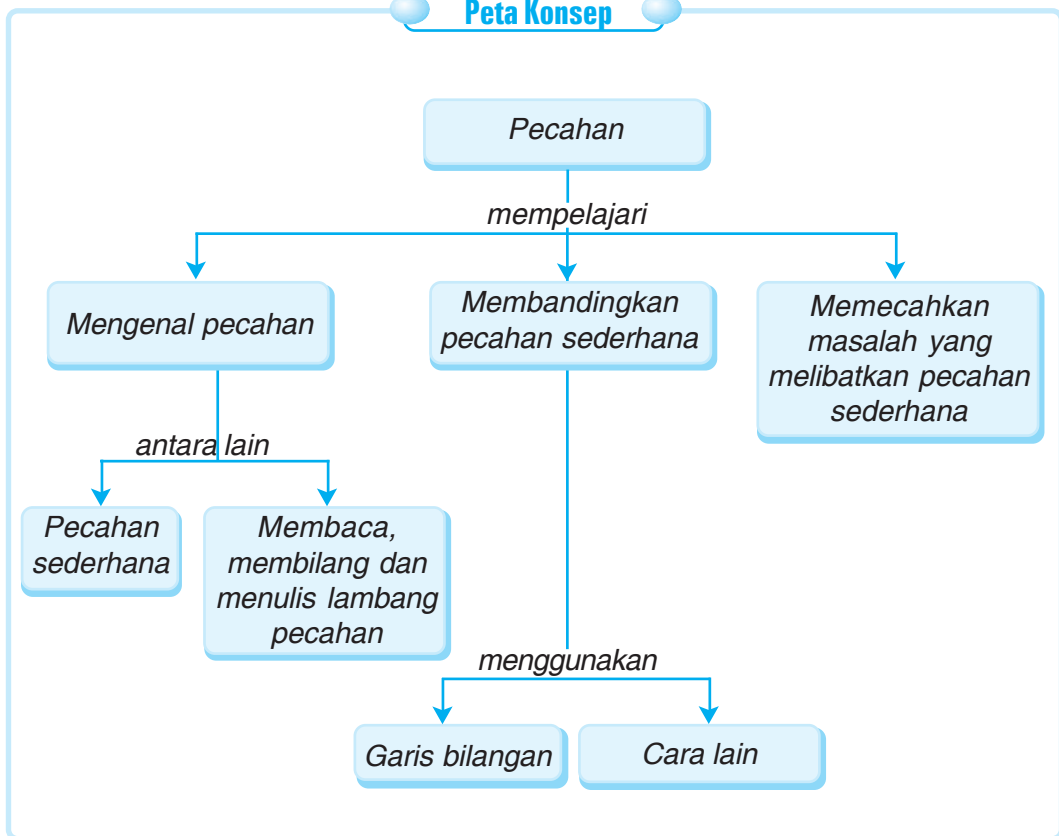 Peta Konsep
Pecahan
mempelajari
Mengenal pecahan
Membandingkan
pecahan sederhana
Memecahkan
masalah yang
melibatkan pecahan
sederhana
antara lain
Pecahan
sederhana
Membaca,
membilang dan
menulis lambang
pecahan
menggunakan
Garis bilangan
Cara lain